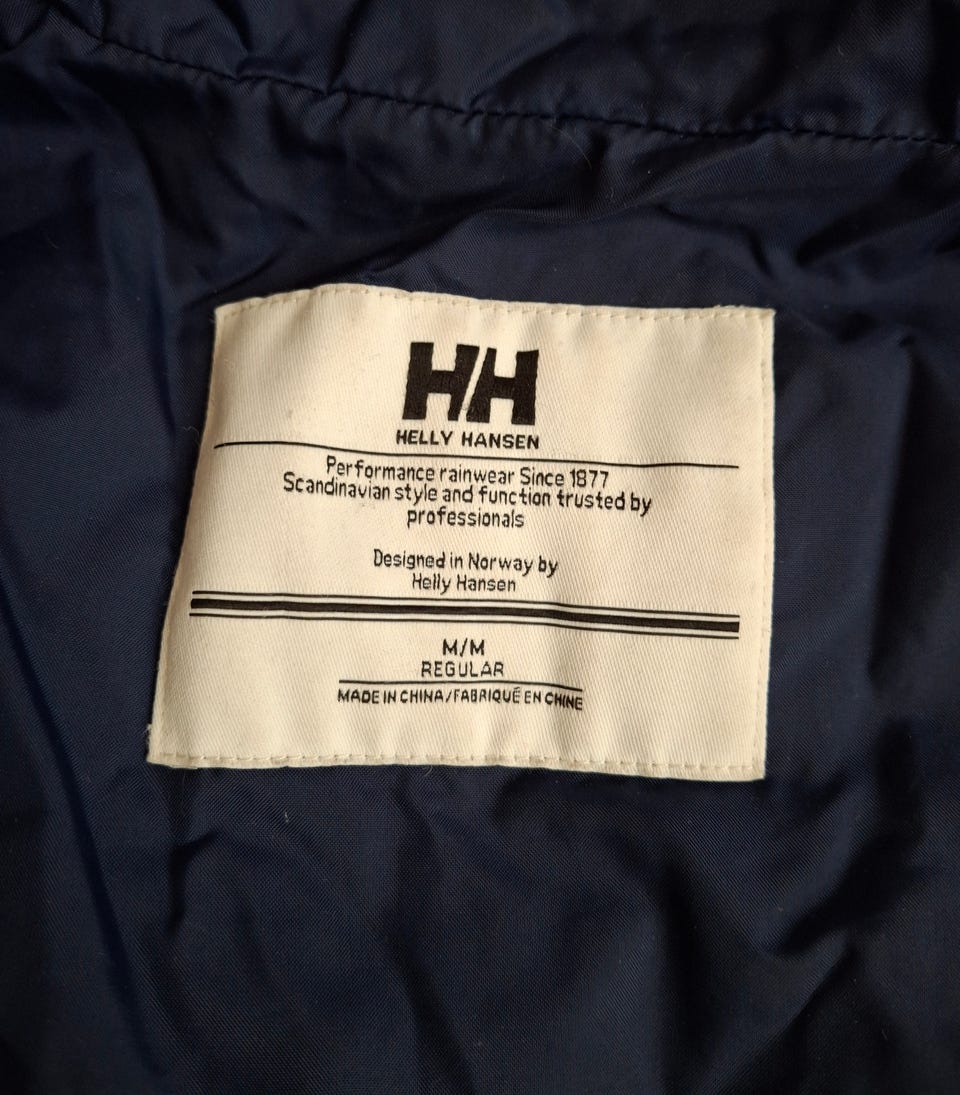 HH
HELLY HANSEN
Performance rainwear Since 1877
Scandinavian style and function trusted by
professionals
Designed in Norway by
Helly Hansen
M/M
REGULAR
MADE IN CHINA/FABRIQUÉ EN CHINE